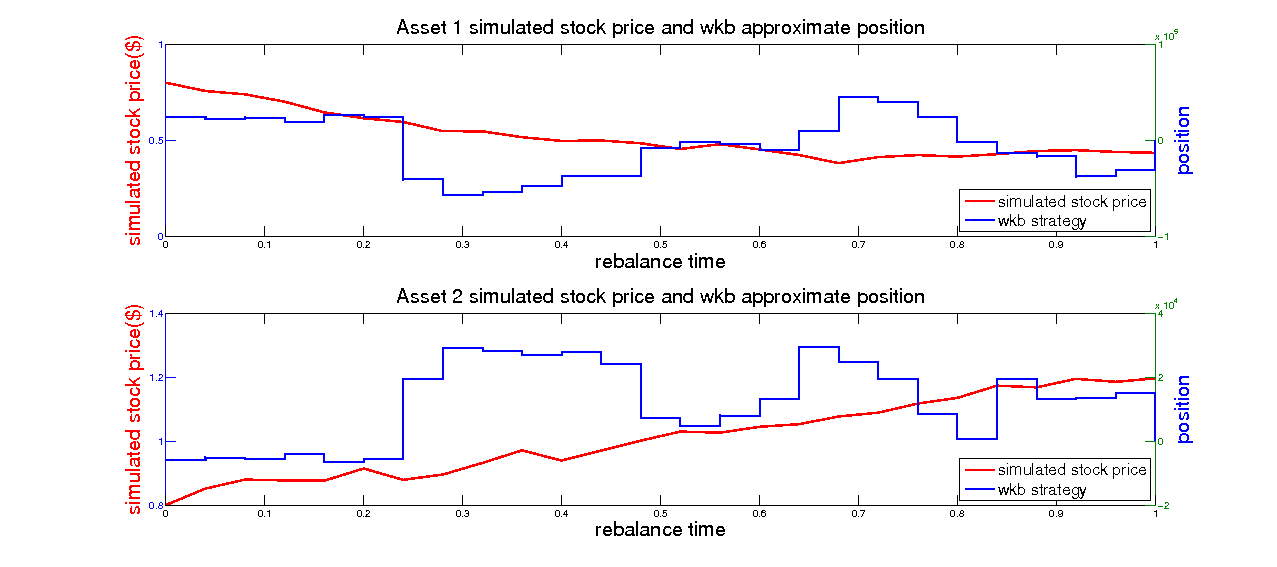 Asset 1 simulated stock price and wkb approximate position
x 10^5
simulated stock price($)
1
0.5
0
1
0
-1
position
simulated stock price
wkb strategy
0 0.1 0.2 0.3 0.4 0.5 0.6 0.7 0.8 0.9 1
rebalance time
Asset 2 simulated stock price and wkb approximate position
x 10^4
simulated stock price($)
1.4
1.2
1
0.8
4
2
0
-2
position
simulated stock price
wkb strategy
0 0.1 0.2 0.3 0.4 0.5 0.6 0.7 0.8 0.9 1
rebalance time